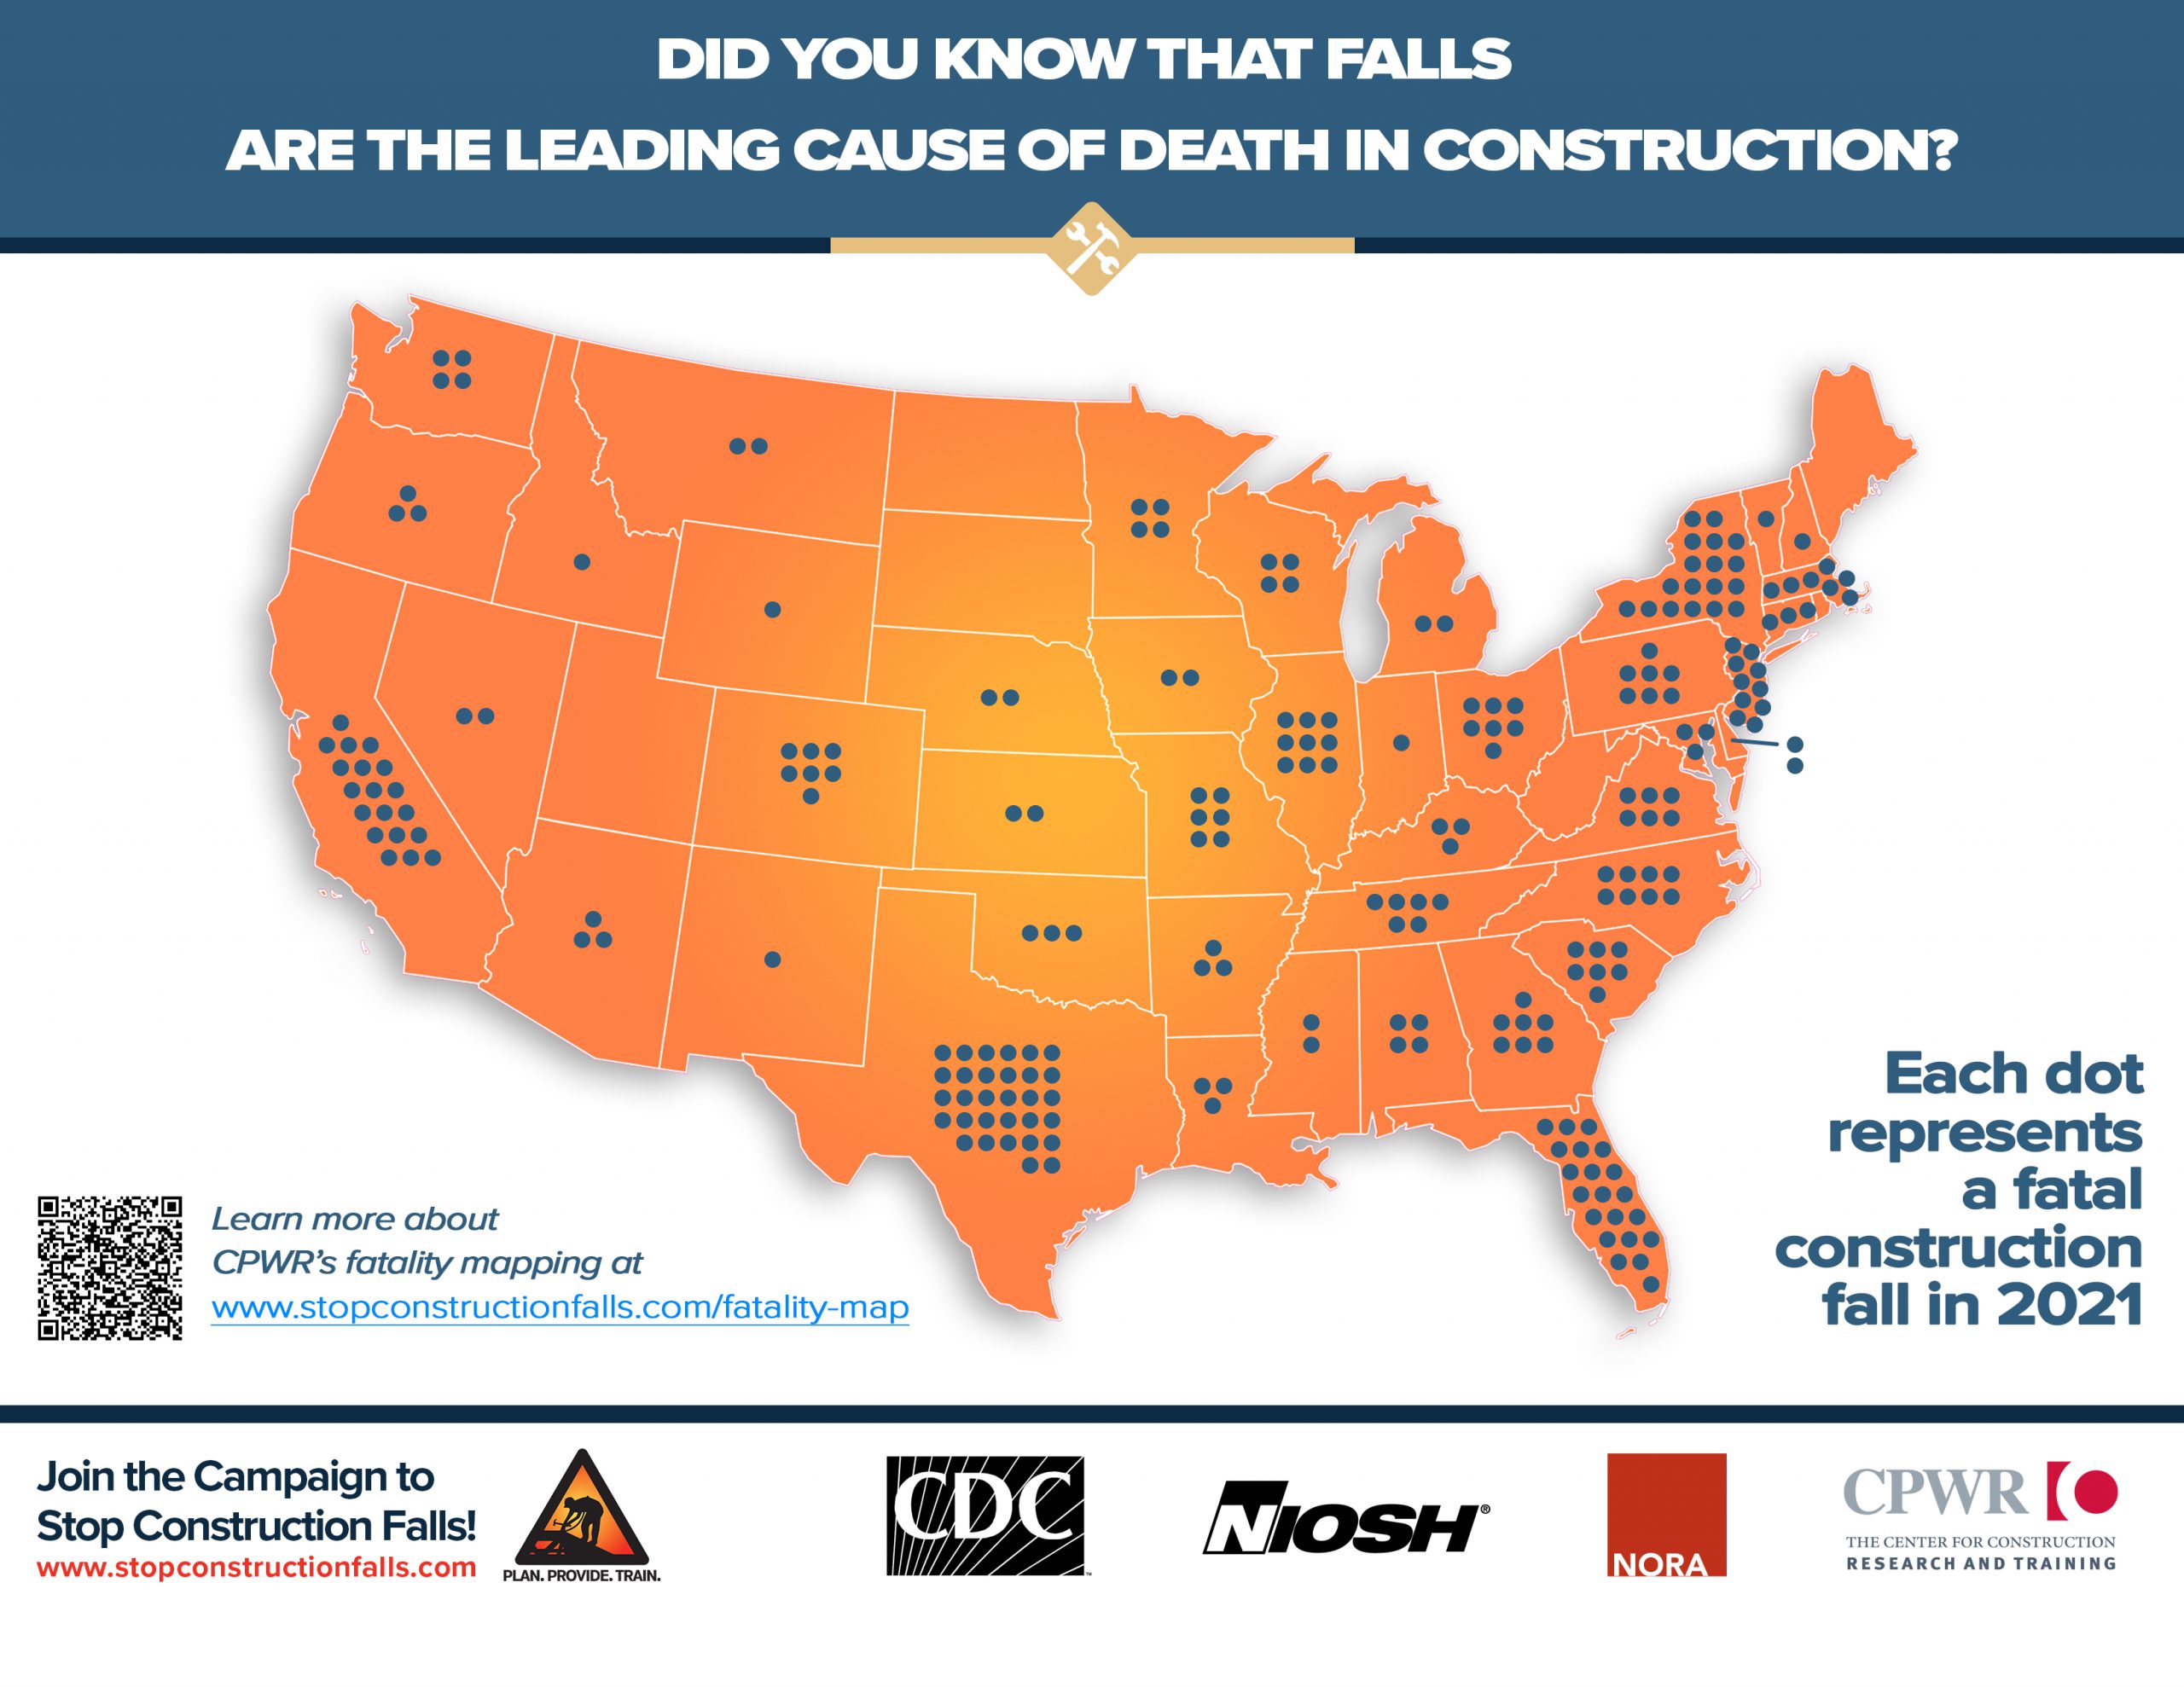 DID YOU KNOW THAT FALLS
ARE THE LEADING CAUSE OF DEATH IN CONSTRUCTION?
Each dot
represents
a fatal
construction
fall in 2021
Learn more about
CPWR's fatality mapping at
www.stopconstructionfalls.com/fatality-map
Join the Campaign to
Stop Construction Falls!
www.stopconstructionfalls.com
PLAN. PROVIDE. TRAIN.
CDC™
NIOSH®
NORA
CPWR
THE CENTER FOR CONSTRUCTION
RESEARCH AND TRAINING